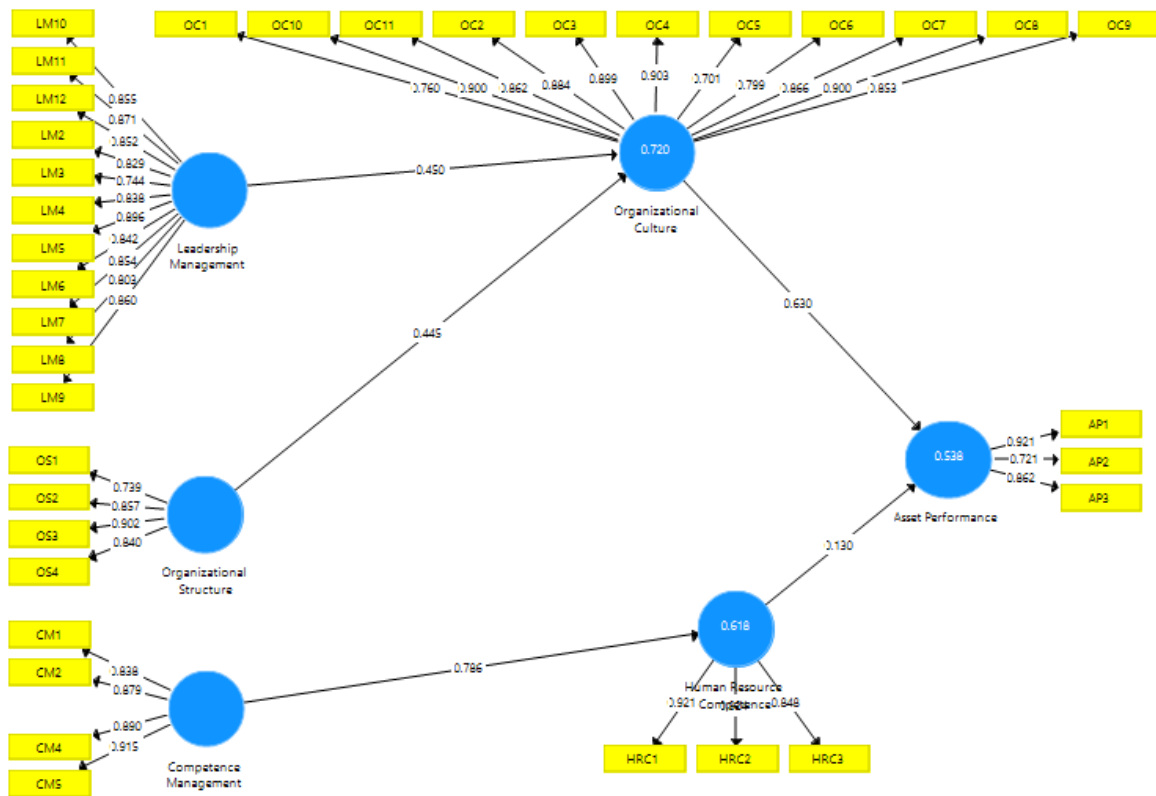 LM10
LM11
LM12
LM2
LM3
LM4
LM5
LM6
LM7
LM8
LM9
0.855
0.871
0.852
0.829
0.744
0.838
0.896
0.842
0.854
0.803
0.860
Leadership
Management
OC1
OC10
OC11
OC2
OC3
OC4
OC5
OC6
OC7
OC8
OC9
0.760
0.900
0.862
0.884
0.899
0.903
0.701
0.799
0.866
0.900
0.853
0.720
Organizational
Culture
0.450
0.445
0.630
OS1
OS2
OS3
OS4
0.739
0.857
0.902
0.840
Organizational
Structure
0.538
Asset Performance
0.921
0.721
0.862
AP1
AP2
AP3
0.130
CM1
CM2
CM4
CM5
0.838
0.879
0.890
0.915
Competence
Management
0.786
0.618
Human Resource
Competence
0.921
0.848
HRC1
HRC2
HRC3